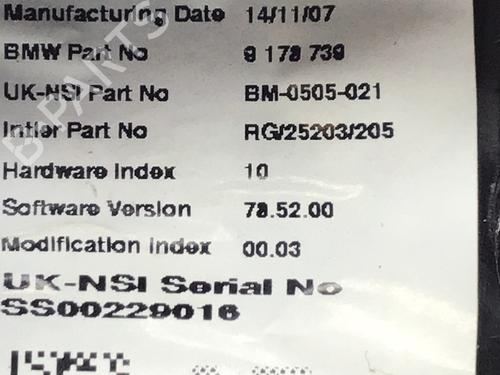 Manufacturing Date 14/11/07
BMW Part No 9 178 739
UK-NSI Part No BM-0505-021
Intier Part No RG/25203/205
Hardware Index 10
Software Version 78.52.00
Modification Index 00.03
UK-NSI Serial No
SS00229016
B-PARTS